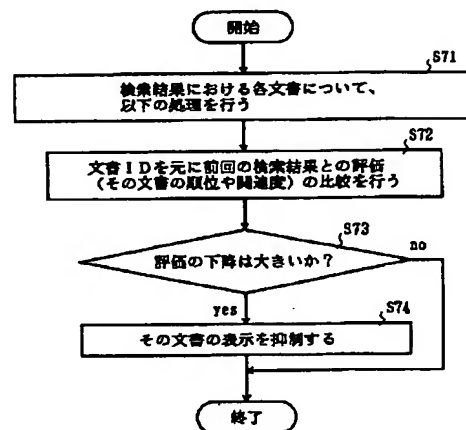 開始
S71
検索結果における各文書について、
以下の処理を行う
S72
文書IDを元に前回の検索結果との評価
（その文書の順位や関連度）の比較を行う
S73
評価の下降は大きいか？
no
yes
S74
その文書の表示を抑制する
終了